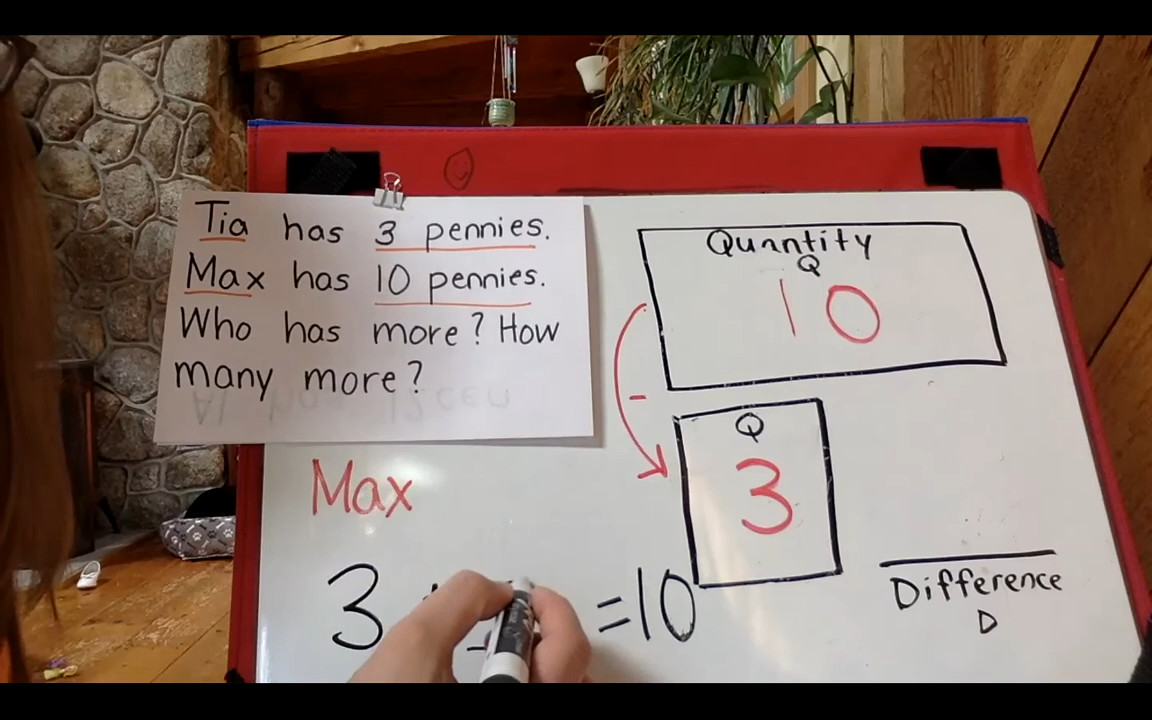 Tia has 3 pennies.
Max has 10 pennies.
Who has more? How
many more?
Max
3 + = 10
Quantity
Q
10
-
Q
3
Difference
D